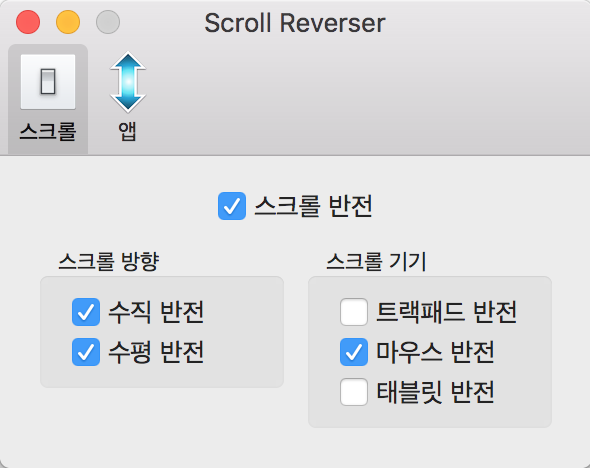 Scroll Reverser
스크롤
앱
스크롤 반전
스크롤 방향
수직 반전
수평 반전
스크롤 기기
트랙패드 반전
마우스 반전
태블릿 반전